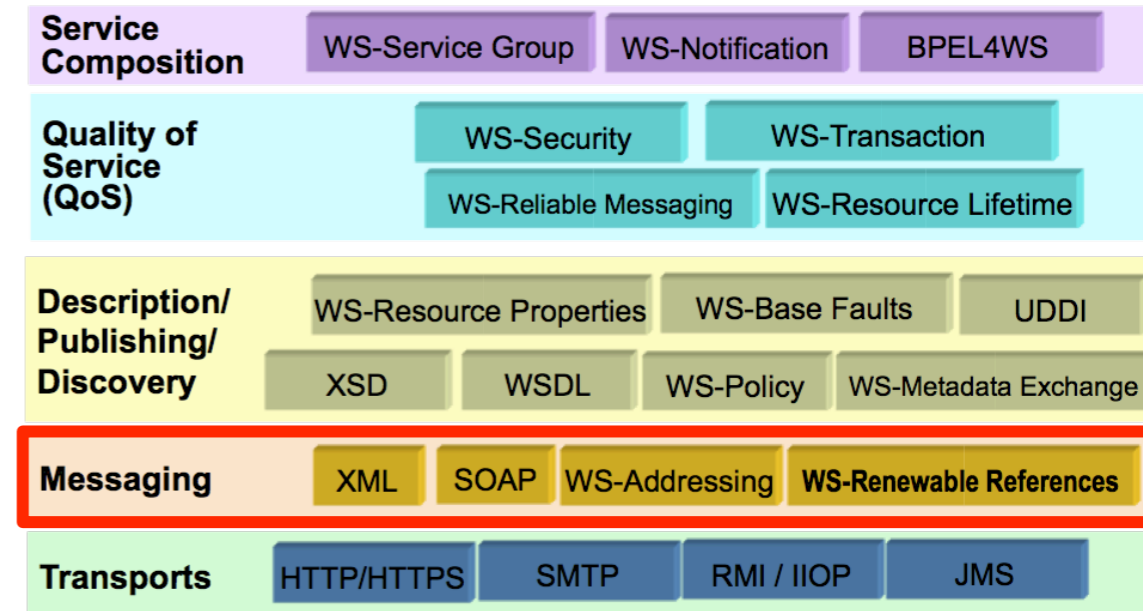 Service
Composition
WS-Service Group
WS-Notification
BPEL4WS
Quality of
Service
(QoS)
WS-Security
WS-Transaction
WS-Reliable Messaging
WS-Resource Lifetime
Description/
Publishing/
Discovery
WS-Resource Properties
WS-Base Faults
UDDI
XSD
WSDL
WS-Policy
WS-Metadata Exchange
Messaging
XML
SOAP
WS-Addressing
WS-Renewable References
Transports
HTTP/HTTPS
SMTP
RMI / IIOP
JMS